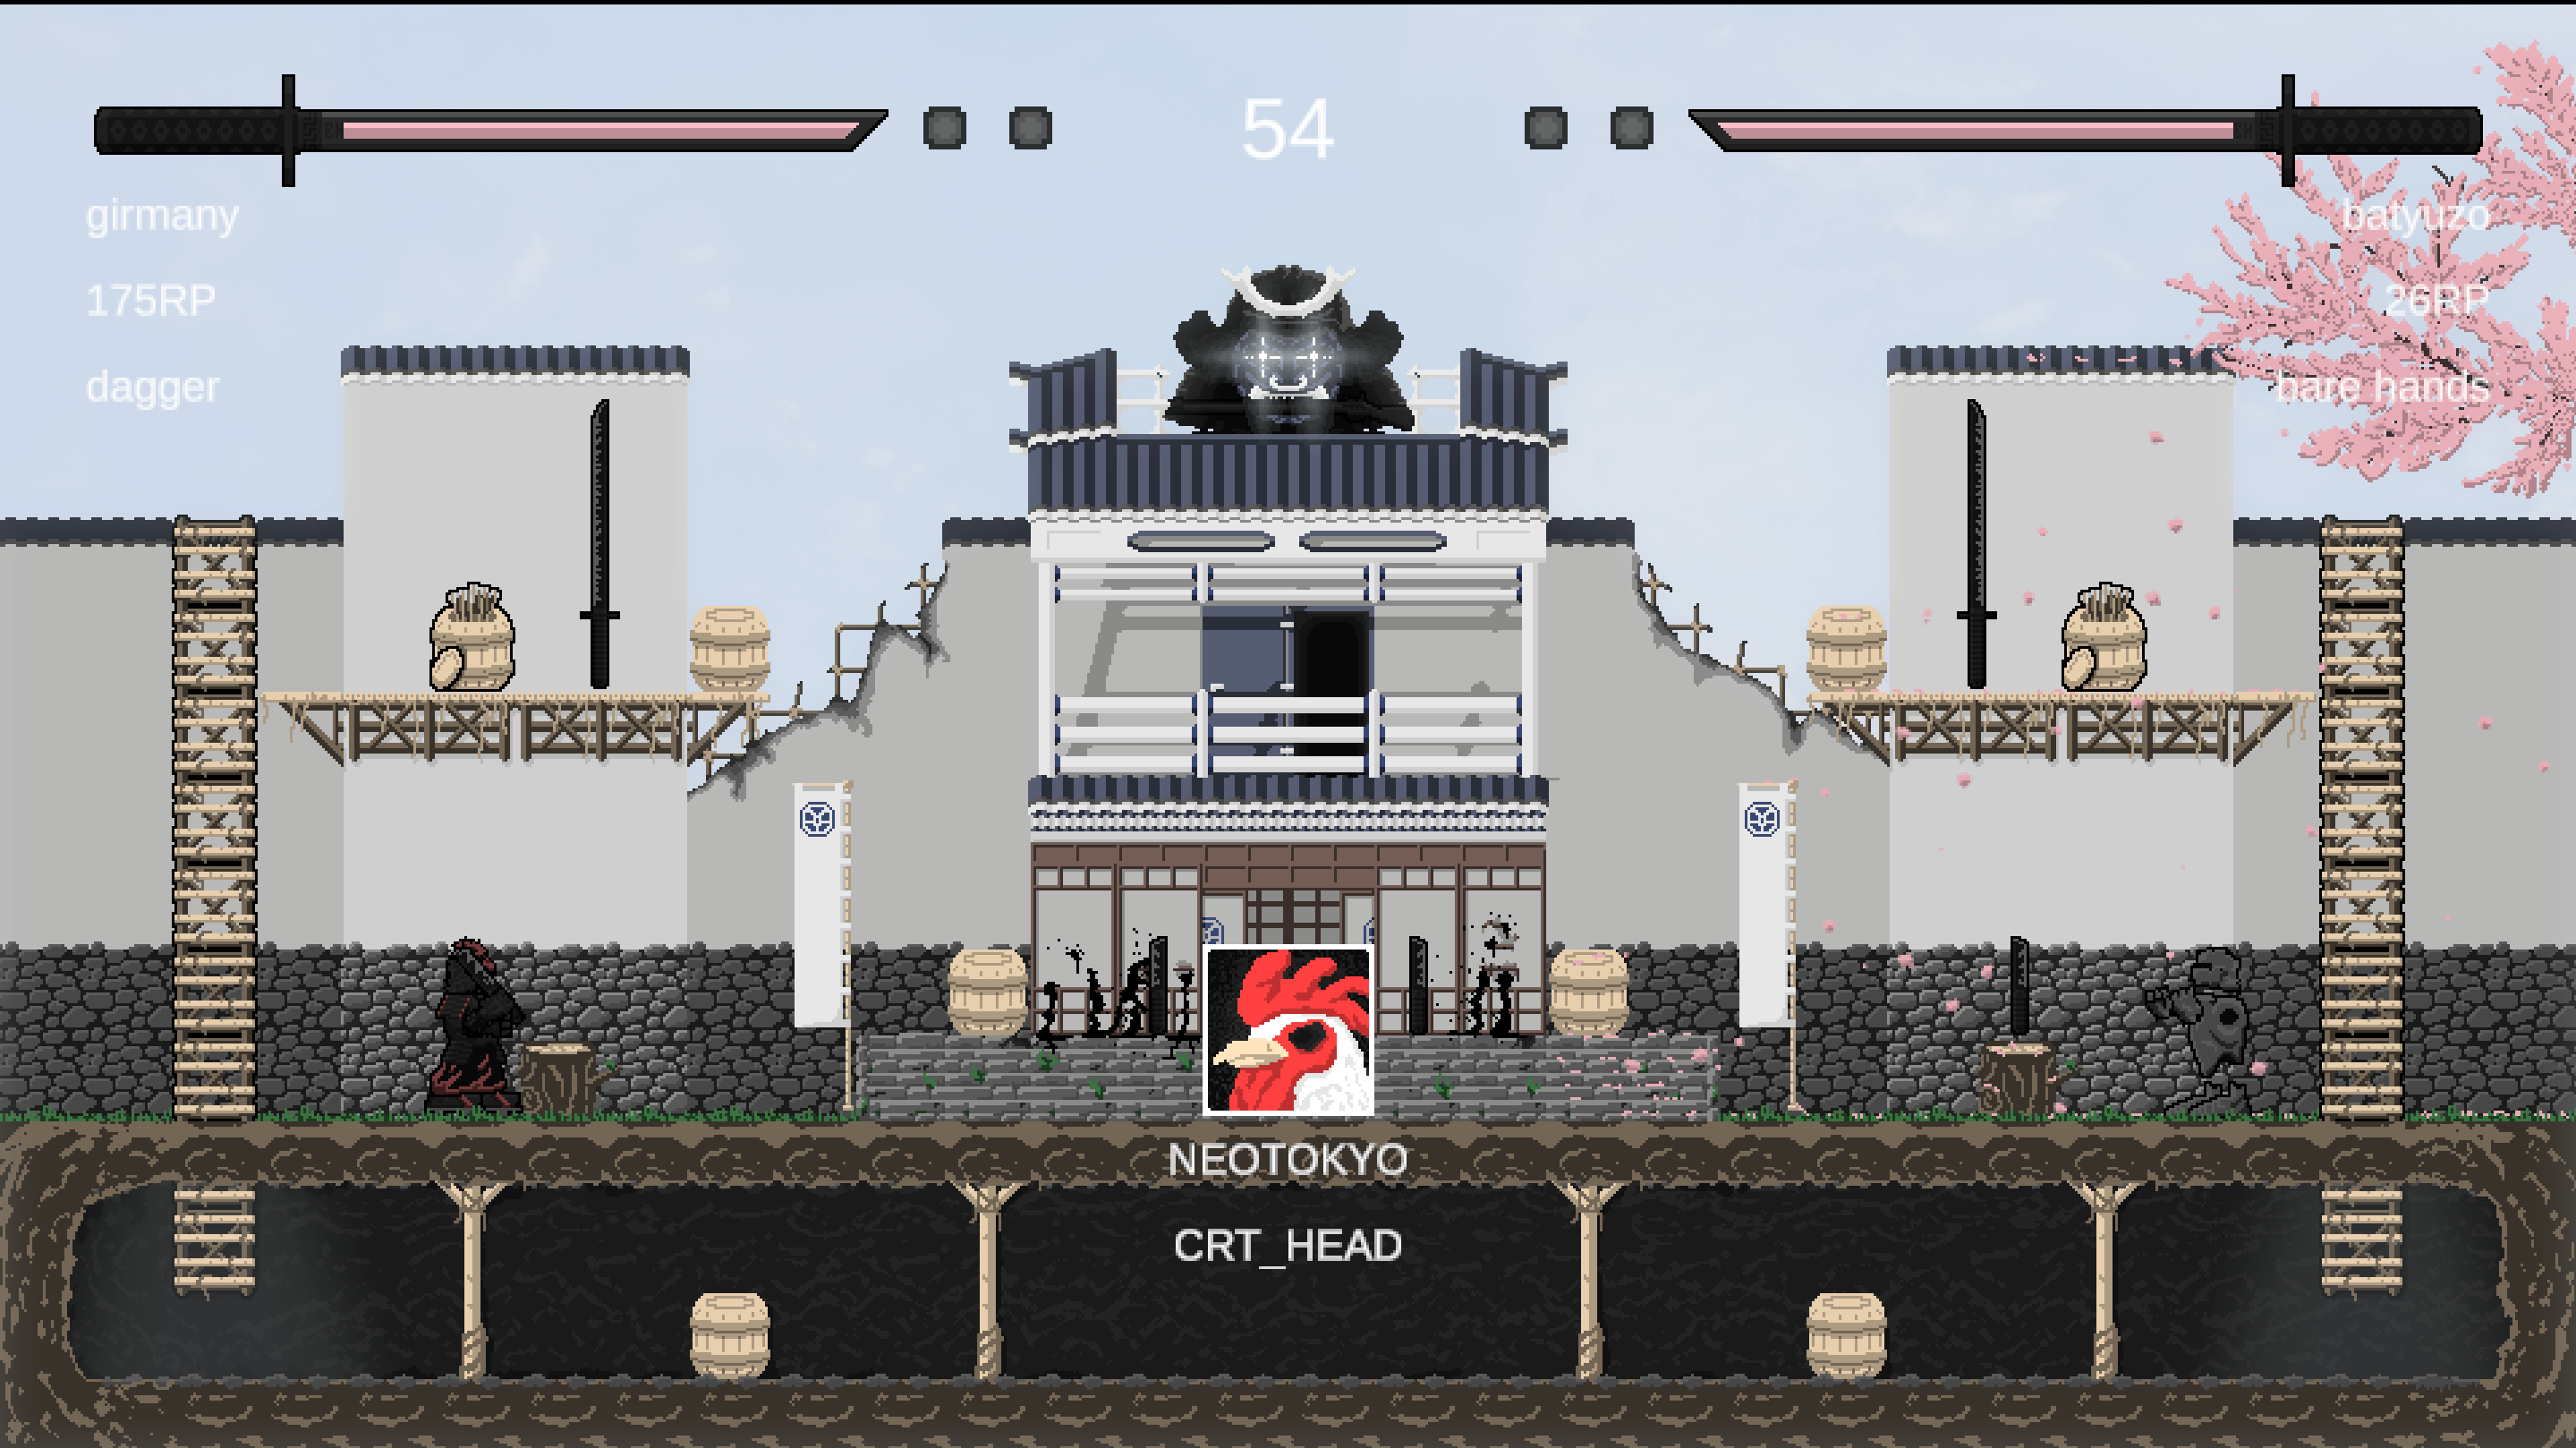 54
girmany
175RP
dagger
batyuzo
26RP
bare hands
NEOTOKYO
CRT_HEAD